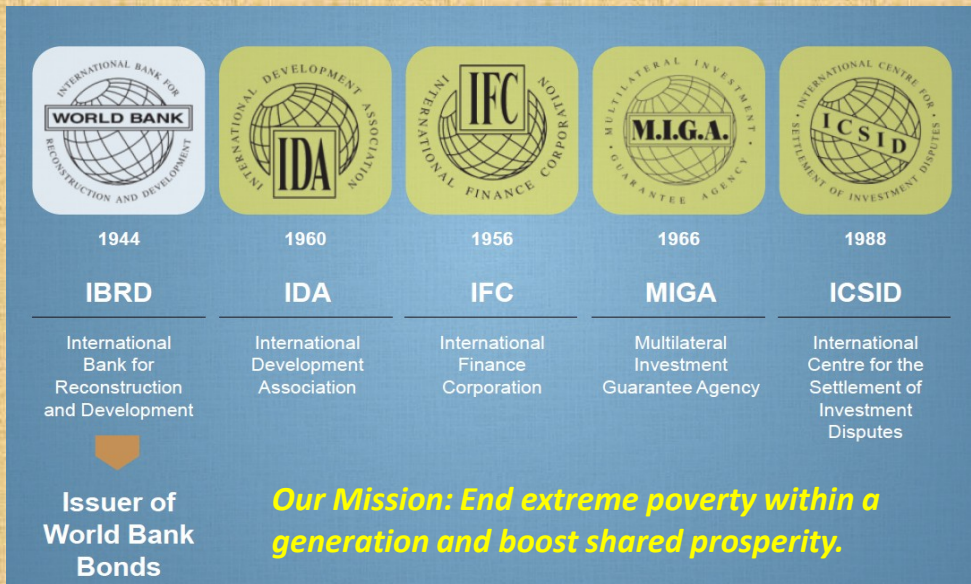 INTERNATIONAL BANK FOR
WORLD BANK
RECONSTRUCTION AND DEVELOPMENT
INTERNATIONAL DEVELOPMENT ASSOCIATION
IDA
IFC
INTERNATIONAL FINANCE CORPORATION
MULTILATERAL INVESTMENT
M.I.G.A.
GUARANTEE AGENCY
INTERNATIONAL CENTRE FOR
ICSID
SETTLEMENT OF INVESTMENT DISPUTES
1944
1960
1956
1966
1988
IBRD
IDA
IFC
MIGA
ICSID
International
Bank for
Reconstruction
and Development
International
Development
Association
International
Finance
Corporation
Multilateral
Investment
Guarantee Agency
International
Centre for the
Settlement of
Investment
Disputes
Issuer of
World Bank
Bonds
Our Mission: End extreme poverty within a
generation and boost shared prosperity.